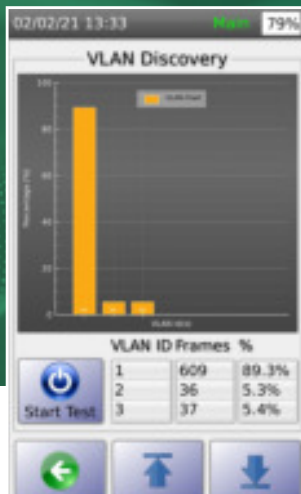 02/02/21 13:33 Main 79%
VLAN Discovery
100
80
60
40
20
0
Percentage (%)
VLAN ID Frames %
1 609 89.3%
2 36 5.3%
3 37 5.4%
Start Test